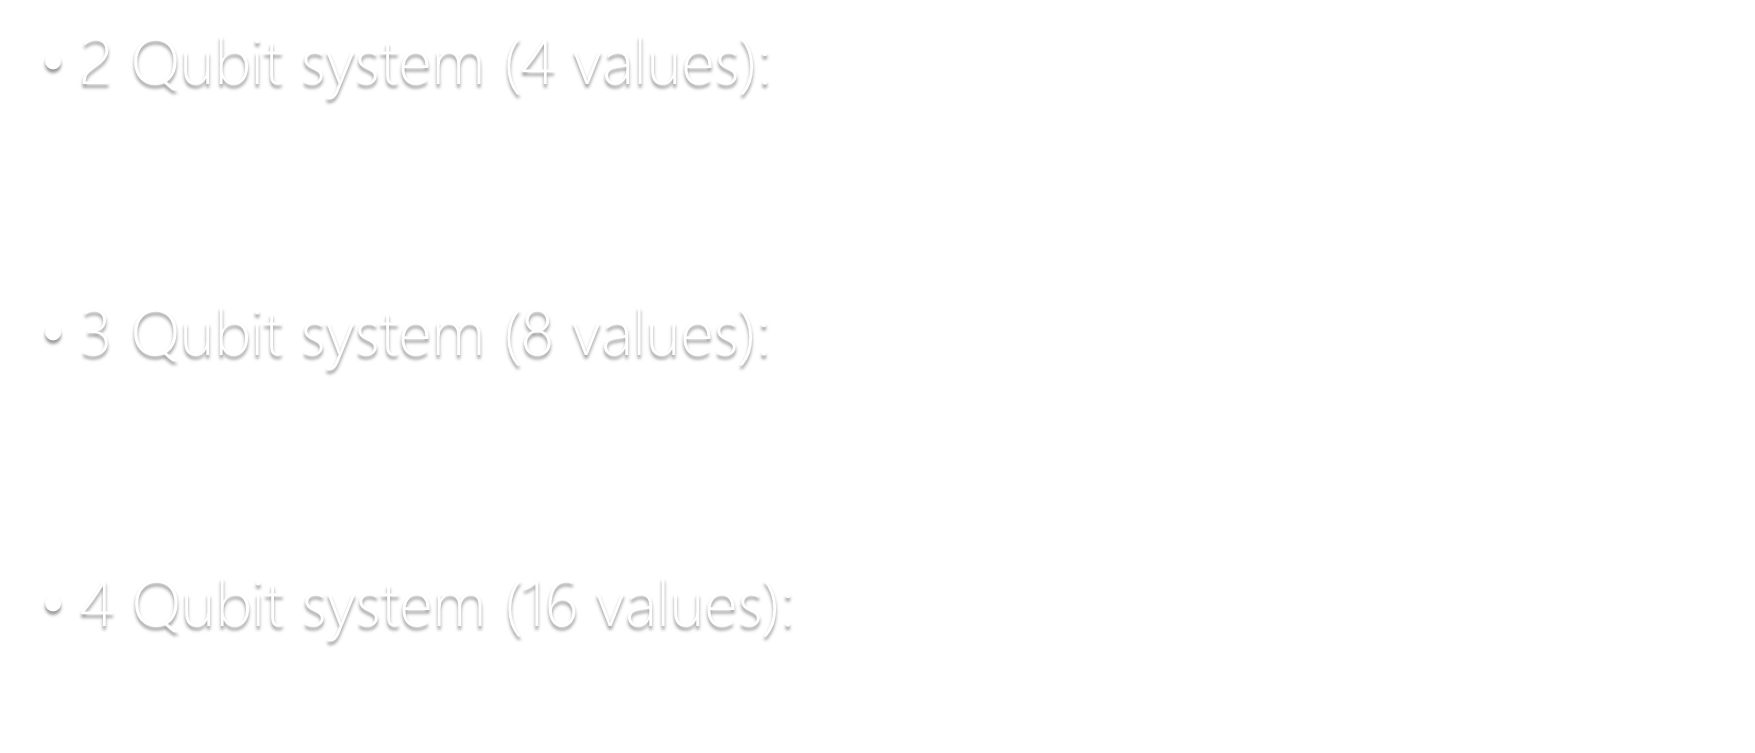 • 2 Qubit system (4 values):
• 3 Qubit system (8 values):
• 4 Qubit system (16 values):